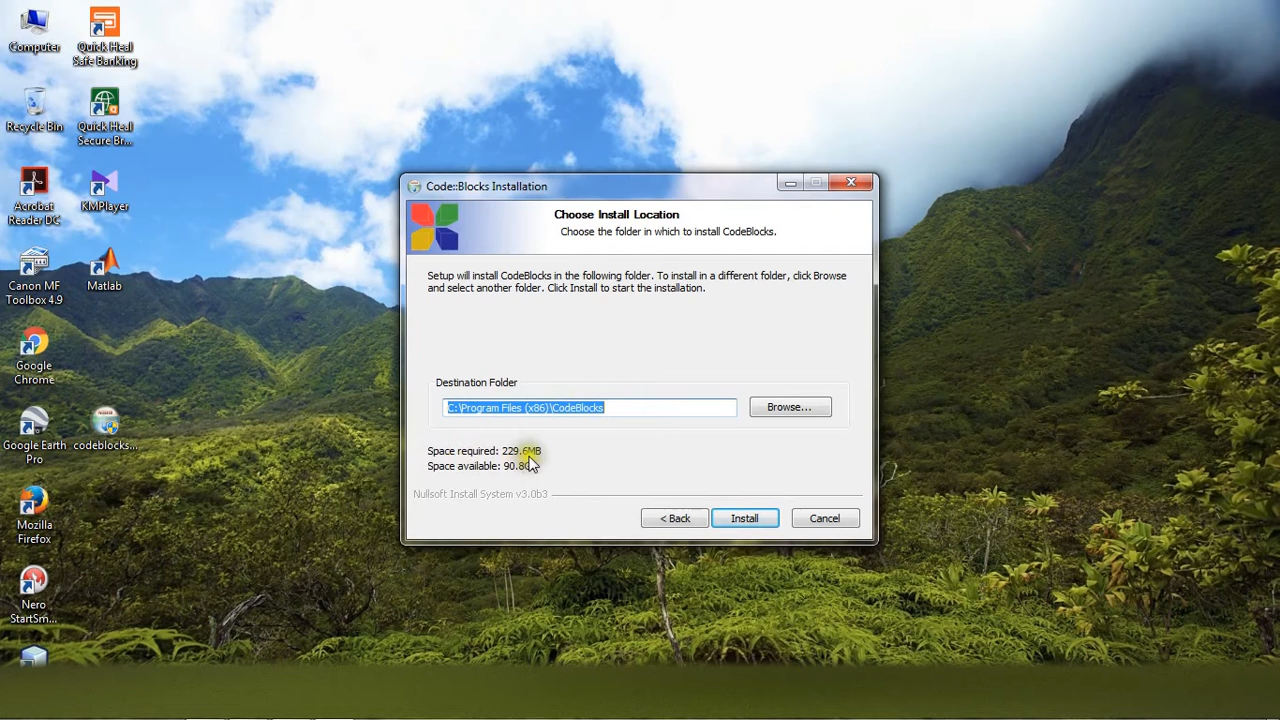 Computer
Quick Heal
Safe Banking
Recycle Bin
Quick Heal
Secure Br...
Acrobat
Reader DC
KMPlayer
Canon MF
Toolbox 4.9
Matlab
Google
Chrome
Google Earth
Pro
codeblocks...
Mozilla
Firefox
Nero
StartSm...
Code::Blocks Installation
Choose Install Location
Choose the folder in which to install CodeBlocks.
Setup will install CodeBlocks in the following folder. To install in a different folder, click Browse
and select another folder. Click Install to start the installation.
Destination Folder
C:\Program Files (x86)\CodeBlocks
Browse...
Space required: 229.6MB
Space available:
Nullsoft Install System v3.0b3
< Back
Install
Cancel